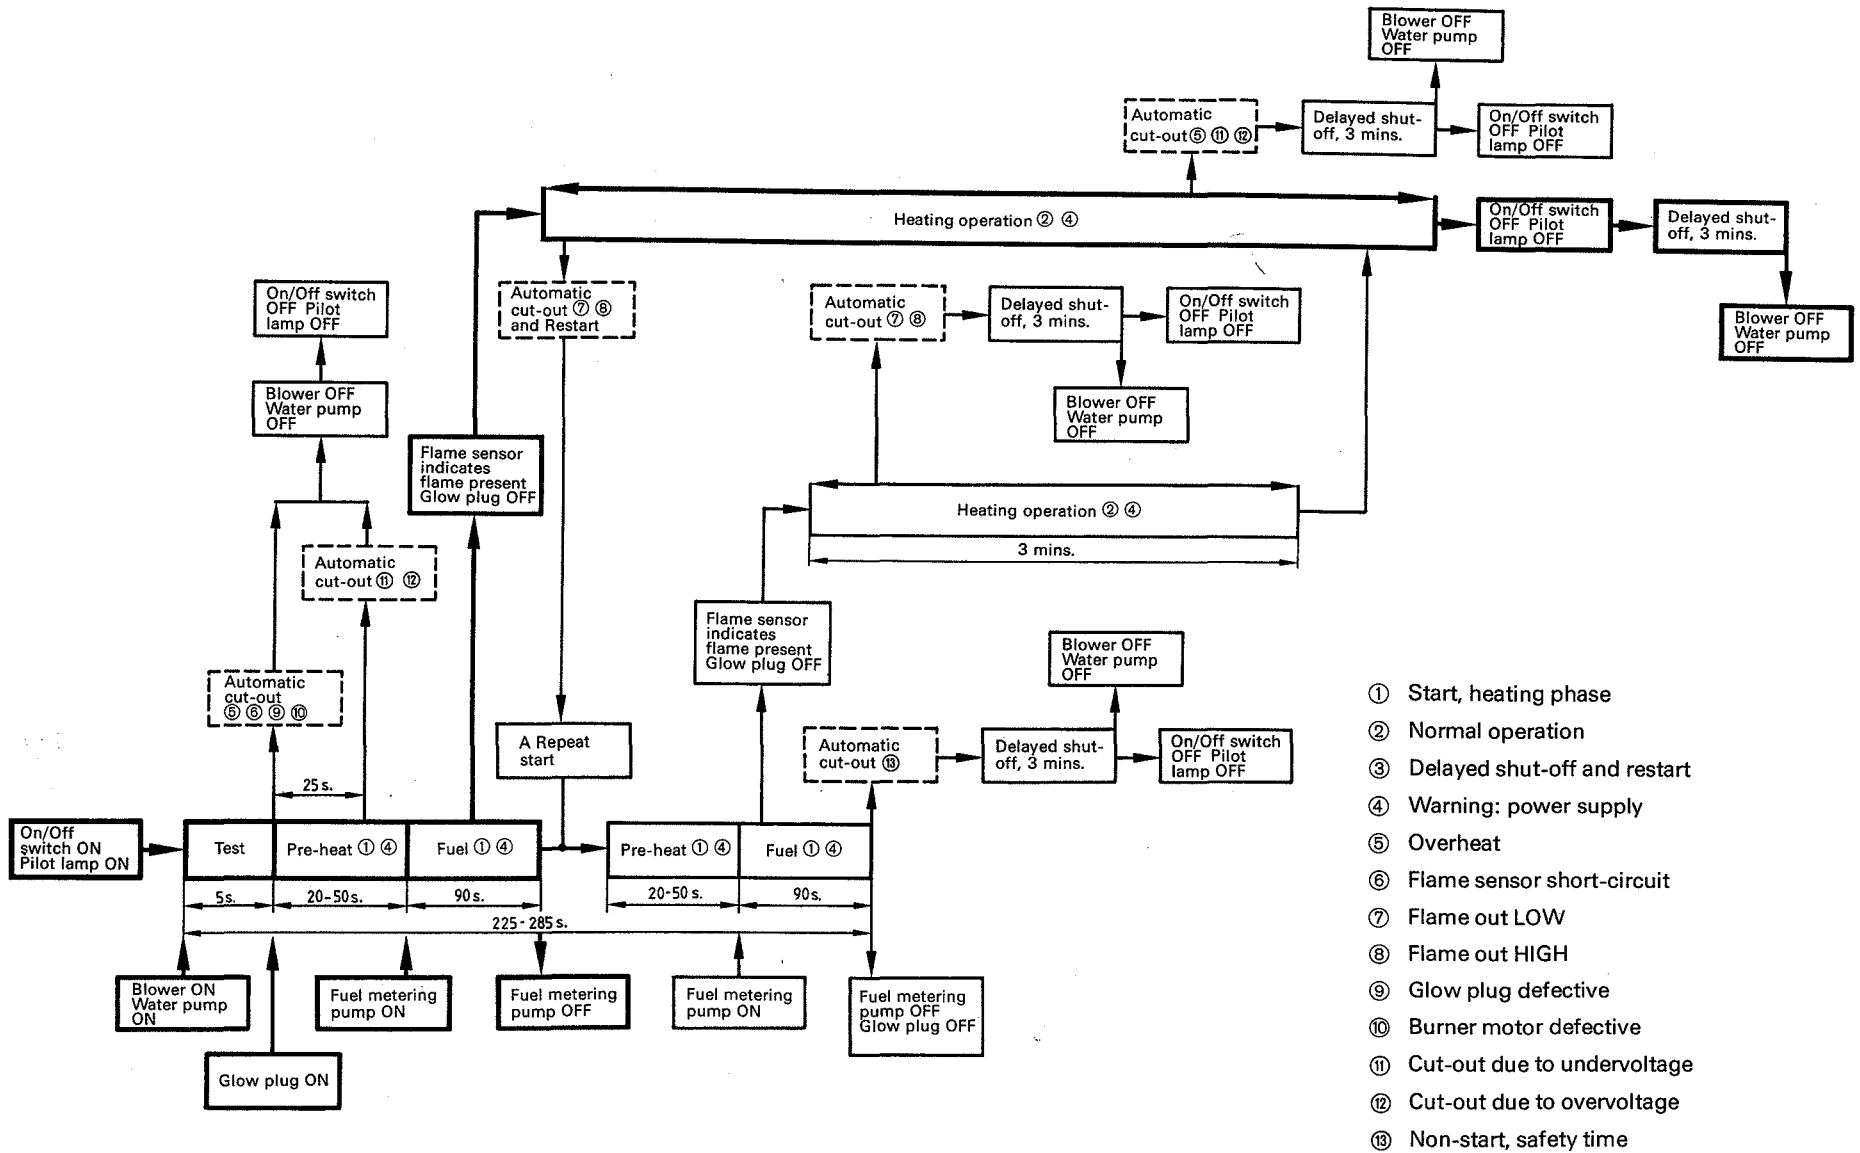 Blower OFF
Water pump
OFF
Automatic
cut-out ⑤ ⑪ ⑫
Delayed shut-
off, 3 mins.
On/Off switch
OFF Pilot
lamp OFF
Heating operation ② ④
On/Off switch
OFF Pilot
lamp OFF
Delayed shut-
off, 3 mins.
Blower OFF
Water pump
OFF
On/Off switch
OFF Pilot
lamp OFF
Automatic
cut-out ⑦ ⑧
and Restart
Automatic
cut-out ⑦ ⑧
Delayed shut-
off, 3 mins.
On/Off switch
OFF Pilot
lamp OFF
Blower OFF
Water pump
OFF
Blower OFF
Water pump
OFF
Flame sensor
indicates
flame present
Glow plug OFF
Heating operation ② ④
3 mins.
Automatic
cut-out ⑪ ⑫
Flame sensor
indicates
flame present
Glow plug OFF
Blower OFF
Water pump
OFF
Automatic
cut-out
⑤ ⑥ ⑨ ⑩
A Repeat
start
Automatic
cut-out ⑬
Delayed shut-
off, 3 mins.
On/Off switch
OFF Pilot
lamp OFF
25 s.
On/Off
switch ON
Pilot lamp ON
Test
Pre-heat ① ④
Fuel ① ④
Pre-heat ① ④
Fuel ① ④
5s.
20-50s.
90s.
20-50s.
90s.
225-285s.
Blower ON
Water pump
ON
Fuel metering
pump ON
Fuel metering
pump OFF
Fuel metering
pump ON
Fuel metering
pump OFF
Glow plug OFF
Glow plug ON
① Start, heating phase
② Normal operation
③ Delayed shut-off and restart
④ Warning: power supply
⑤ Overheat
⑥ Flame sensor short-circuit
⑦ Flame out LOW
⑧ Flame out HIGH
⑨ Glow plug defective
⑩ Burner motor defective
⑪ Cut-out due to undervoltage
⑫ Cut-out due to overvoltage
⑬ Non-start, safety time